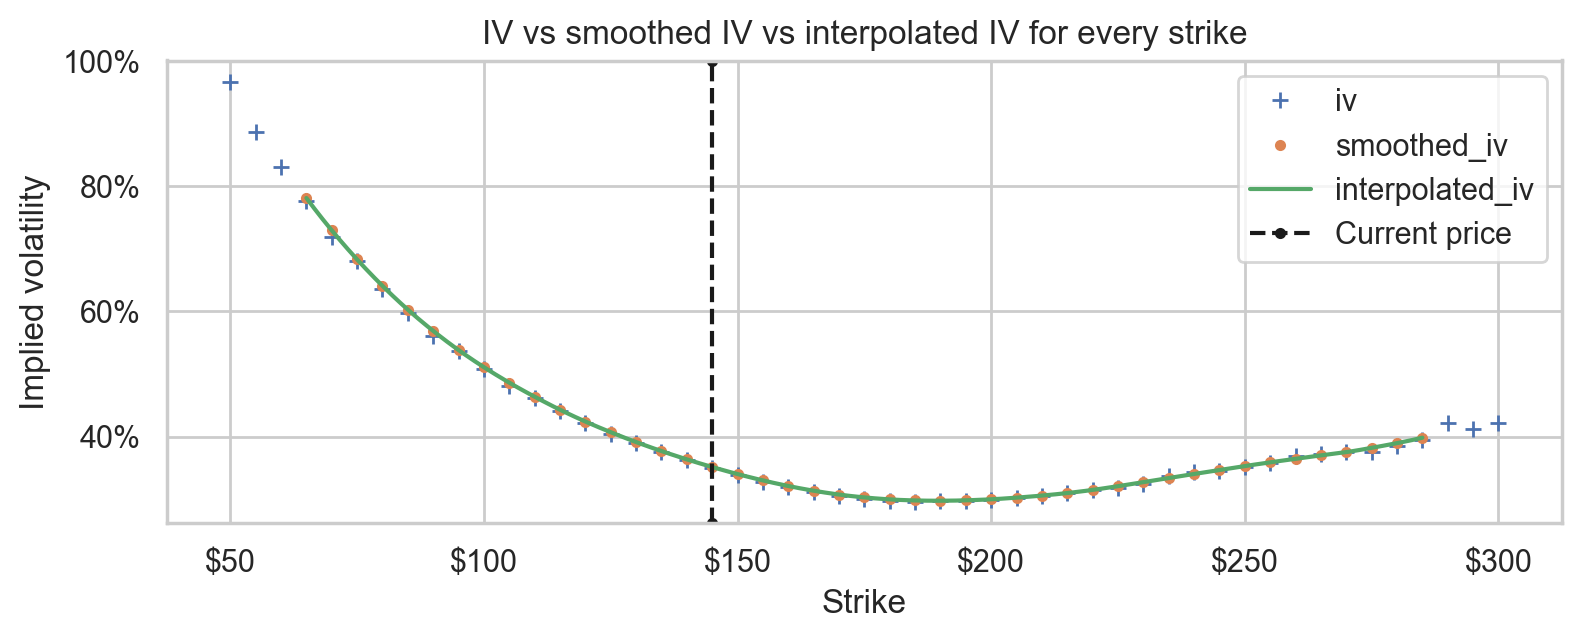 IV vs smoothed IV vs interpolated IV for every strike
100%
80%
60%
40%
Implied volatility
iv
smoothed_iv
interpolated_iv
Current price
$50 $100 $150 $200 $250 $300
Strike